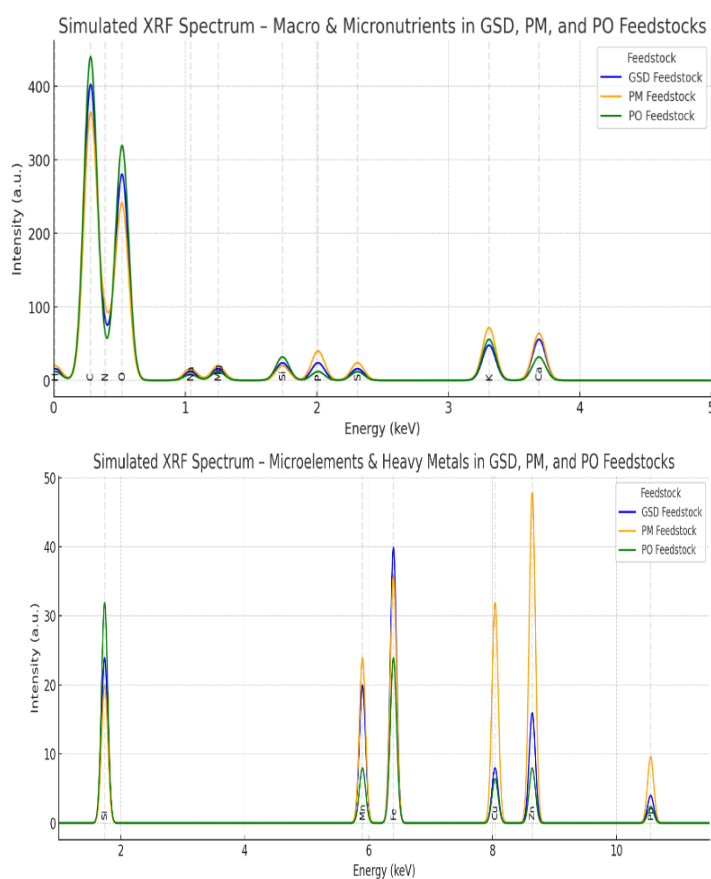 Simulated XRF Spectrum – Macro & Micronutrients in GSD, PM, and PO Feedstocks
Feedstock
GSD Feedstock
PM Feedstock
PO Feedstock
Intensity (a.u.)
400
300
200
100
0
C
N
O
Si
P
S
K
Ca
0
1
2
3
4
5
Energy (keV)
Simulated XRF Spectrum – Microelements & Heavy Metals in GSD, PM, and PO Feedstocks
Feedstock
GSD Feedstock
PM Feedstock
PO Feedstock
Intensity (a.u.)
50
40
30
20
10
0
Si
Mn
Fe
Cu
Zn
2
4
6
8
10
Energy (keV)